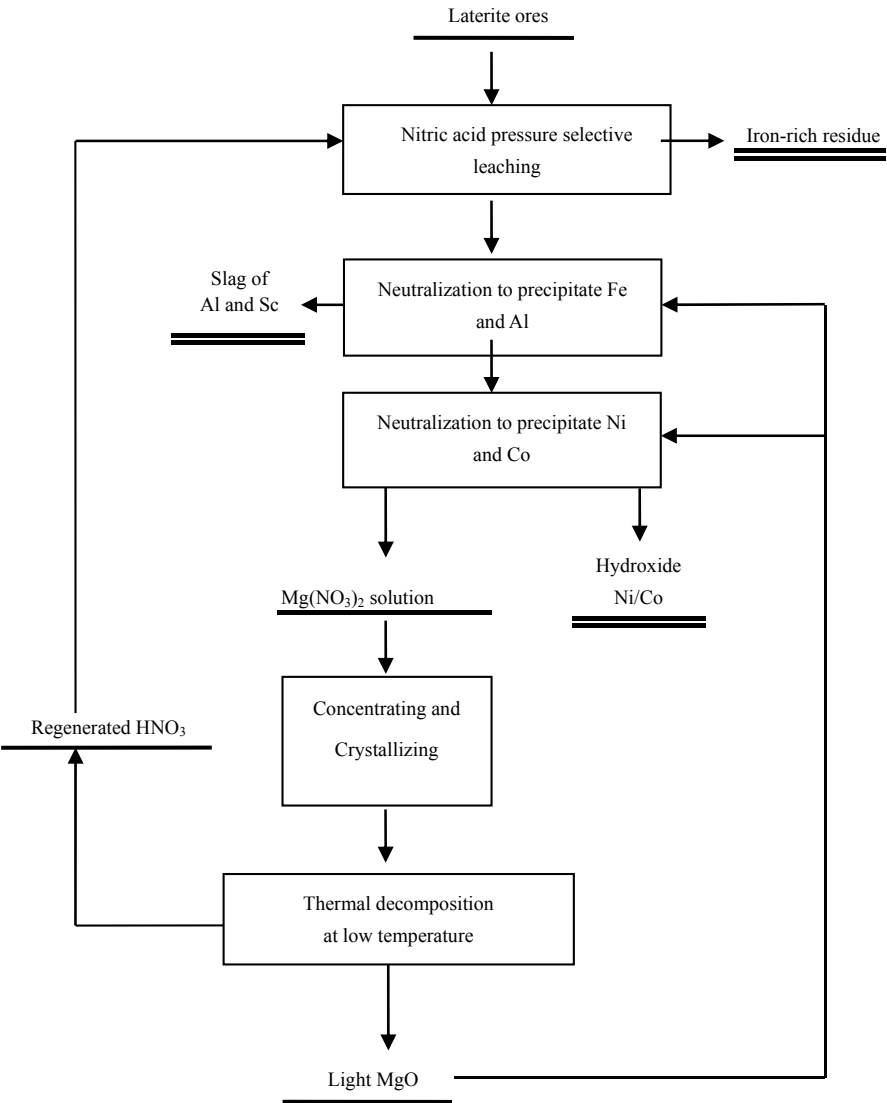 Laterite ores
Nitric acid pressure selective
leaching
Iron-rich residue
Slag of
Al and Sc
Neutralization to precipitate Fe
and Al
Neutralization to precipitate Ni
and Co
Hydroxide
Ni/Co
Mg(NO₃)₂ solution
Concentrating and
Crystallizing
Regenerated HNO₃
Thermal decomposition
at low temperature
Light MgO